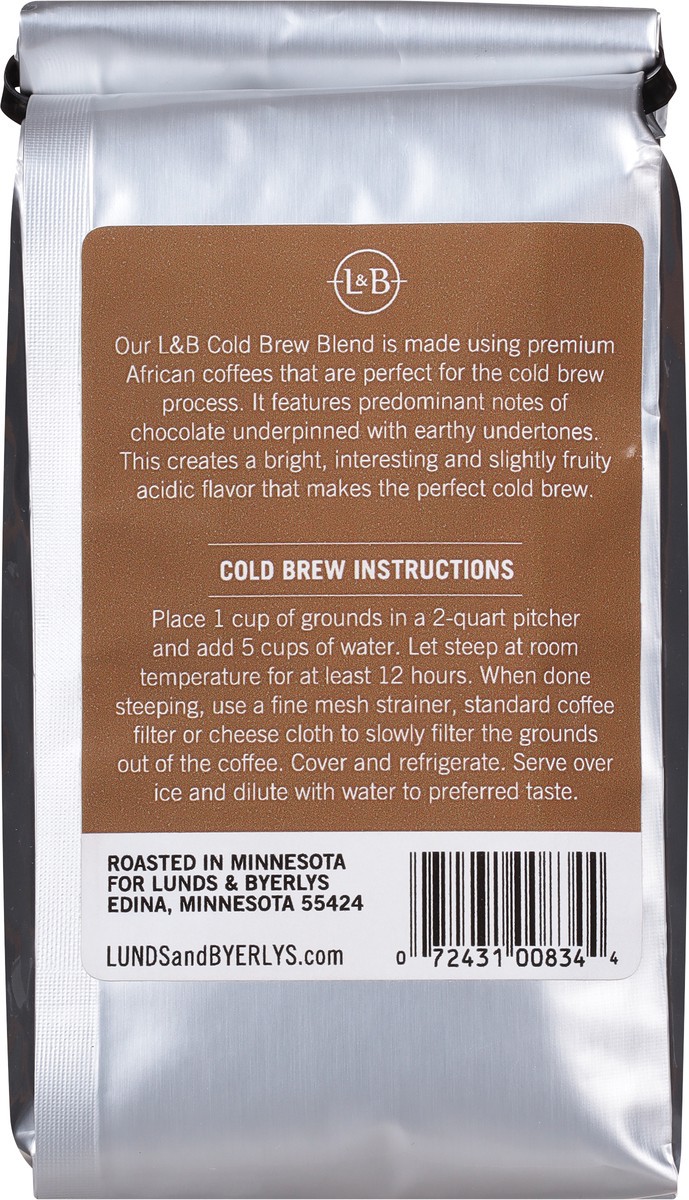 L&B
Our L&B Cold Brew Blend is made using premium
African coffees that are perfect for the cold brew
process. It features predominant notes of
chocolate underpinned with earthy undertones.
This creates a bright, interesting and slightly fruity
acidic flavor that makes the perfect cold brew.
COLD BREW INSTRUCTIONS
Place 1 cup of grounds in a 2-quart pitcher
and add 5 cups of water. Let steep at room
temperature for at least 12 hours. When done
steeping, use a fine mesh strainer, standard coffee
filter or cheese cloth to slowly filter the grounds
out of the coffee. Cover and refrigerate. Serve over
ice and dilute with water to preferred taste.
ROASTED IN MINNESOTA
FOR LUNDS & BYERLYS
EDINA, MINNESOTA 55424
LUNDSandBYERLYS.com
0 72431 00834 4